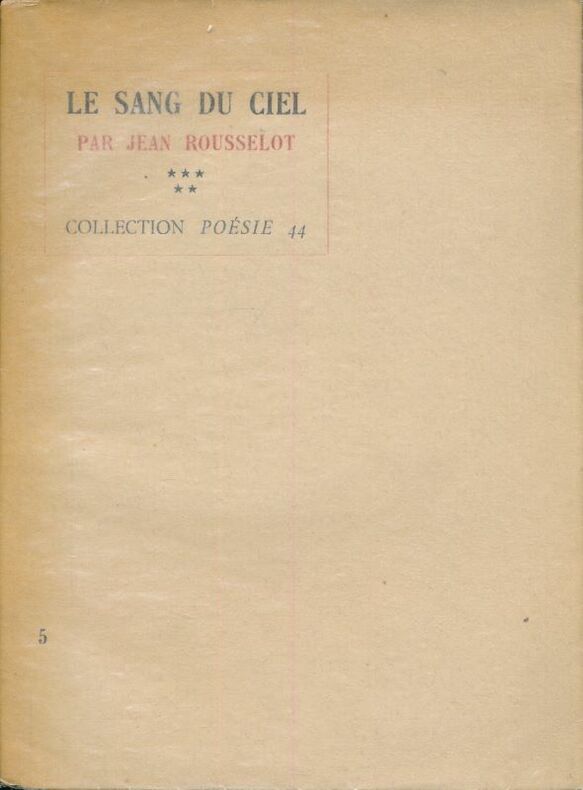 LE SANG DU CIEL
PAR JEAN ROUSSELOT
★★★
★★
COLLECTION POÉSIE 44
5